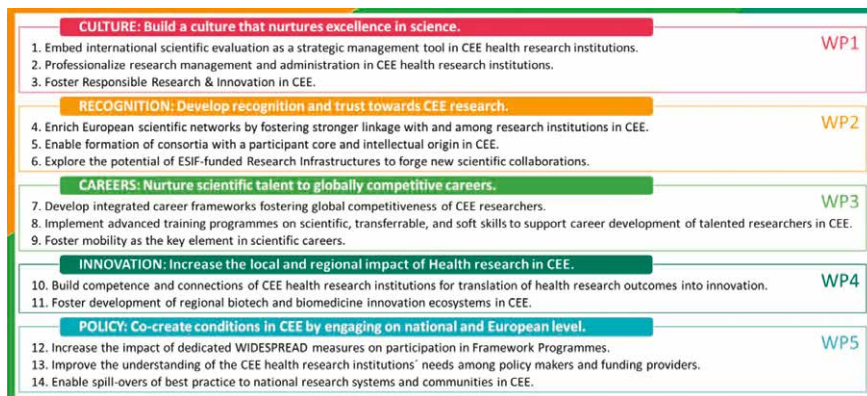 CULTURE: Build a culture that nurtures excellence in science.
WP1
1. Embed international scientific evaluation as a strategic management tool in CEE health research institutions.
2. Professionalize research management and administration in CEE health research institutions.
3. Foster Responsible Research & Innovation in CEE.
RECOGNITION: Develop recognition and trust towards CEE research.
WP2
4. Enrich European scientific networks by fostering stronger linkage with and among research institutions in CEE.
5. Enable formation of consortia with a participant core and intellectual origin in CEE.
6. Explore the potential of ESIF-funded Research Infrastructures to forge new scientific collaborations.
CAREERS: Nurture scientific talent to globally competitive careers.
WP3
7. Develop integrated career frameworks fostering global competitiveness of CEE researchers.
8. Implement advanced training programmes on scientific, transferrable, and soft skills to support career development of talented researchers in CEE.
9. Foster mobility as the key element in scientific careers.
INNOVATION: Increase the local and regional impact of Health research in CEE.
WP4
10. Build competence and connections of CEE health research institutions for translation of health research outcomes into innovation.
11. Foster development of regional biotech and biomedicine innovation ecosystems in CEE.
POLICY: Co-create conditions in CEE by engaging on national and European level.
WP5
12. Increase the impact of dedicated WIDESPREAD measures on participation in Framework Programmes.
13. Improve the understanding of the CEE health research institutions´ needs among policy makers and funding providers.
14. Enable spill-overs of best practice to national research systems and communities in CEE.